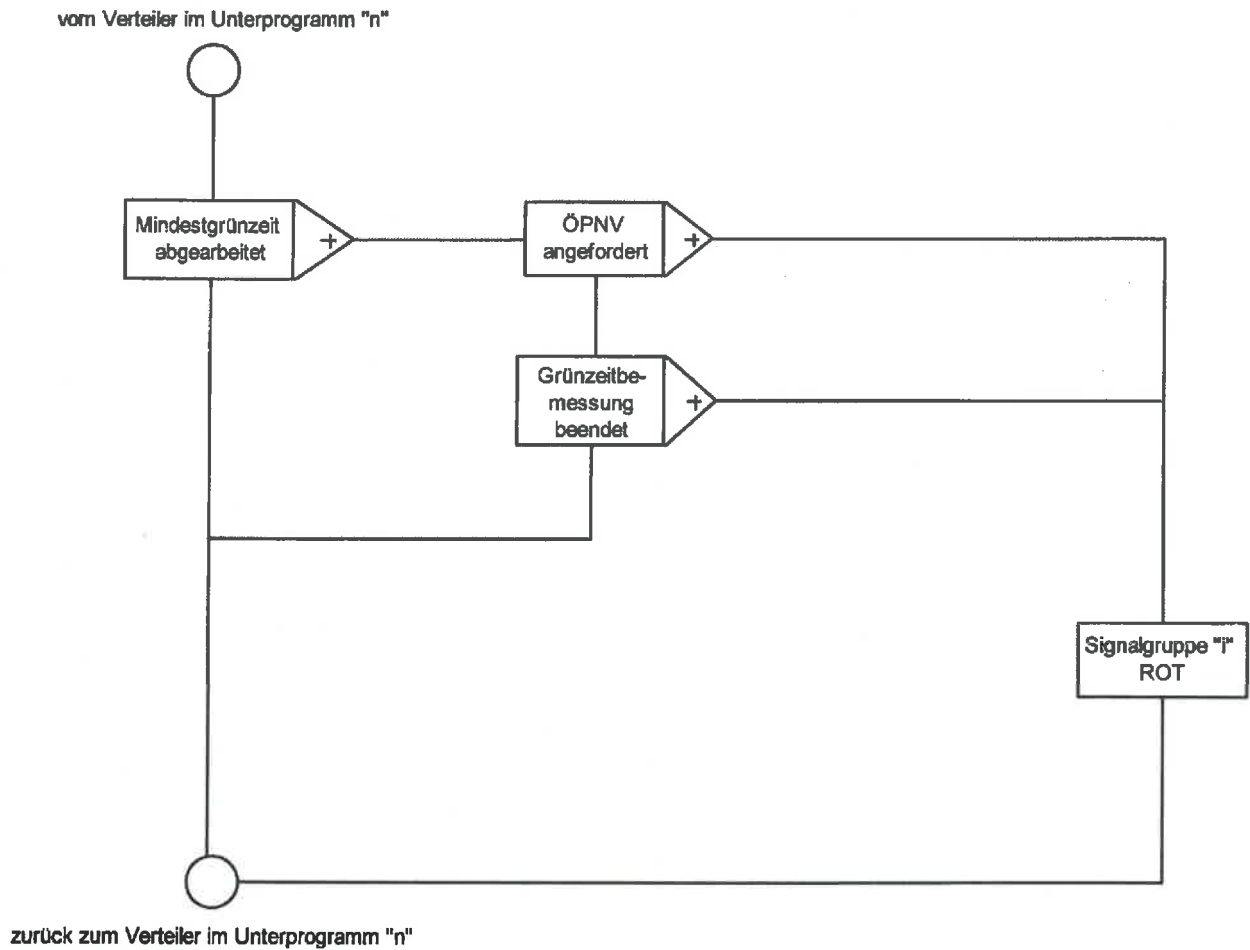 vom Verteiler im Unterprogramm "n"
Mindestgrünzeit
abgearbeitet
+
ÖPNV
angefordert
+
Grünzeitbe-
messung
beendet
+
Signalgruppe "i"
ROT
zurück zum Verteiler im Unterprogramm "n"